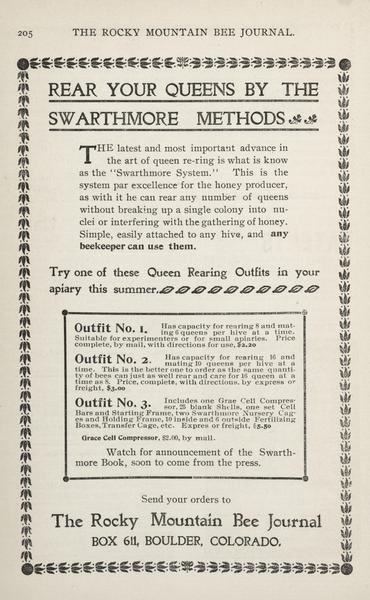 205 THE ROCKY MOUNTAIN BEE JOURNAL.
REAR YOUR QUEENS BY THE
SWARTHMORE METHODS
THE latest and most important advance in
the art of queen re-ring is what is know
as the "Swarthmore System." This is the
system par excellence for the honey producer,
as with it he can rear any number of queens
without breaking up a single colony into nu-
clei or interfering with the gathering of honey.
Simple, easily attached to any hive, and any
beekeeper can use them.
Try one of these Queen Rearing Outfits in your
apiary this summer.
Outfit No. 1. Has capacity for rearing 8 and mat-
ing 6 queens per hive at a time.
Suitable for experimenters or for small apiaries. Price
complete, by mail, with directions for use, $2.20
Outfit No. 2. Has capacity for rearing 16 and
mating 10 queens per hive at a
time. This is the better one to order as the same quanti-
ty of bees can just as well rear and care for 16 queen at a
time as 8. Price, complete, with directions, by express or
freight, $3.00
Outfit No. 3. Includes one Grae Cell Compres-
sor, 25 blank Shells, one set Cell
Bars and Starting Frame, two Swarthmore Nursery Cag-
es and Holding Frame, 10 inside and 6 outside Fertilizing
Boxes, Transfer Cage, etc. Expres or freight, $5.50
Grace Cell Compressor, $2.00, by mail.
Watch for announcement of the Swarth-
more Book, soon to come from the press.
Send your orders to
The Rocky Mountain Bee Journal
BOX 611, BOULDER, COLORADO.